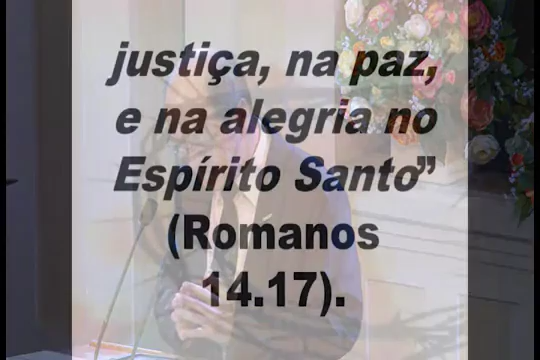 justiça, na paz,
e na alegria no
Espírito Santo”
(Romanos
14.17).